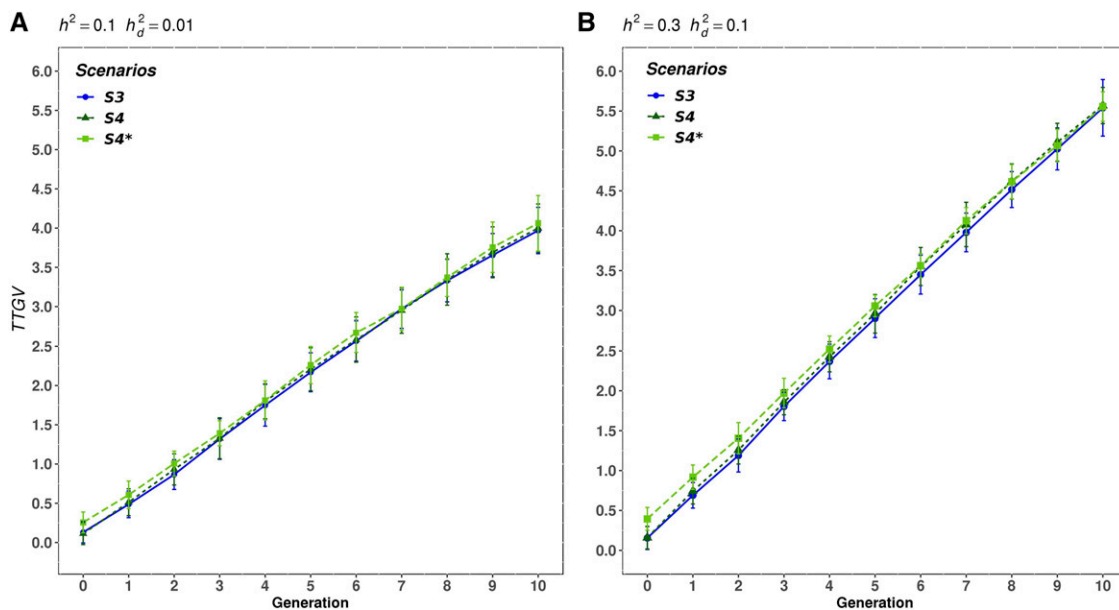 A h² = 0.1 h²d = 0.01
Scenarios
S3
S4
S4*
6.0
5.5
5.0
4.5
4.0
3.5
3.0
2.5
2.0
1.5
1.0
0.5
0.0
TTGV
0 1 2 3 4 5 6 7 8 9 10
Generation
B h² = 0.3 h²d = 0.1
Scenarios
S3
S4
S4*
6.0
5.5
5.0
4.5
4.0
3.5
3.0
2.5
2.0
1.5
1.0
0.5
0.0
0 1 2 3 4 5 6 7 8 9 10
Generation